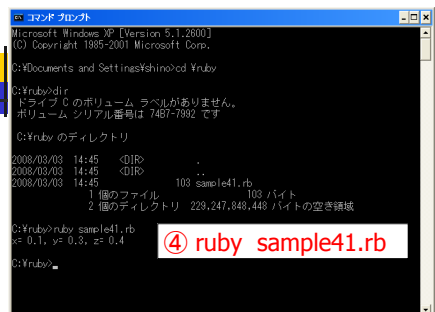 コマンド プロンプト
Microsoft Windows XP [Version 5.1.2600]
(C) Copyright 1985-2001 Microsoft Corp.
C:¥Documents and Settings¥shino>cd ¥ruby
C:¥ruby>dir
ドライブ C のボリューム ラベルがありません。
ボリューム シリアル番号は 74B7-7992 です
C:¥ruby のディレクトリ
2008/03/03 14:45 <DIR> .
2008/03/03 14:45 <DIR> ..
2008/03/03 14:45 103 sample41.rb
1 個のファイル 103 バイト
2 個のディレクトリ 229,247,848,448 バイトの空き領域
C:¥ruby>ruby sample41.rb
x= 0.1, y= 0.3, z= 0.4
④ ruby sample41.rb
C:¥ruby>_